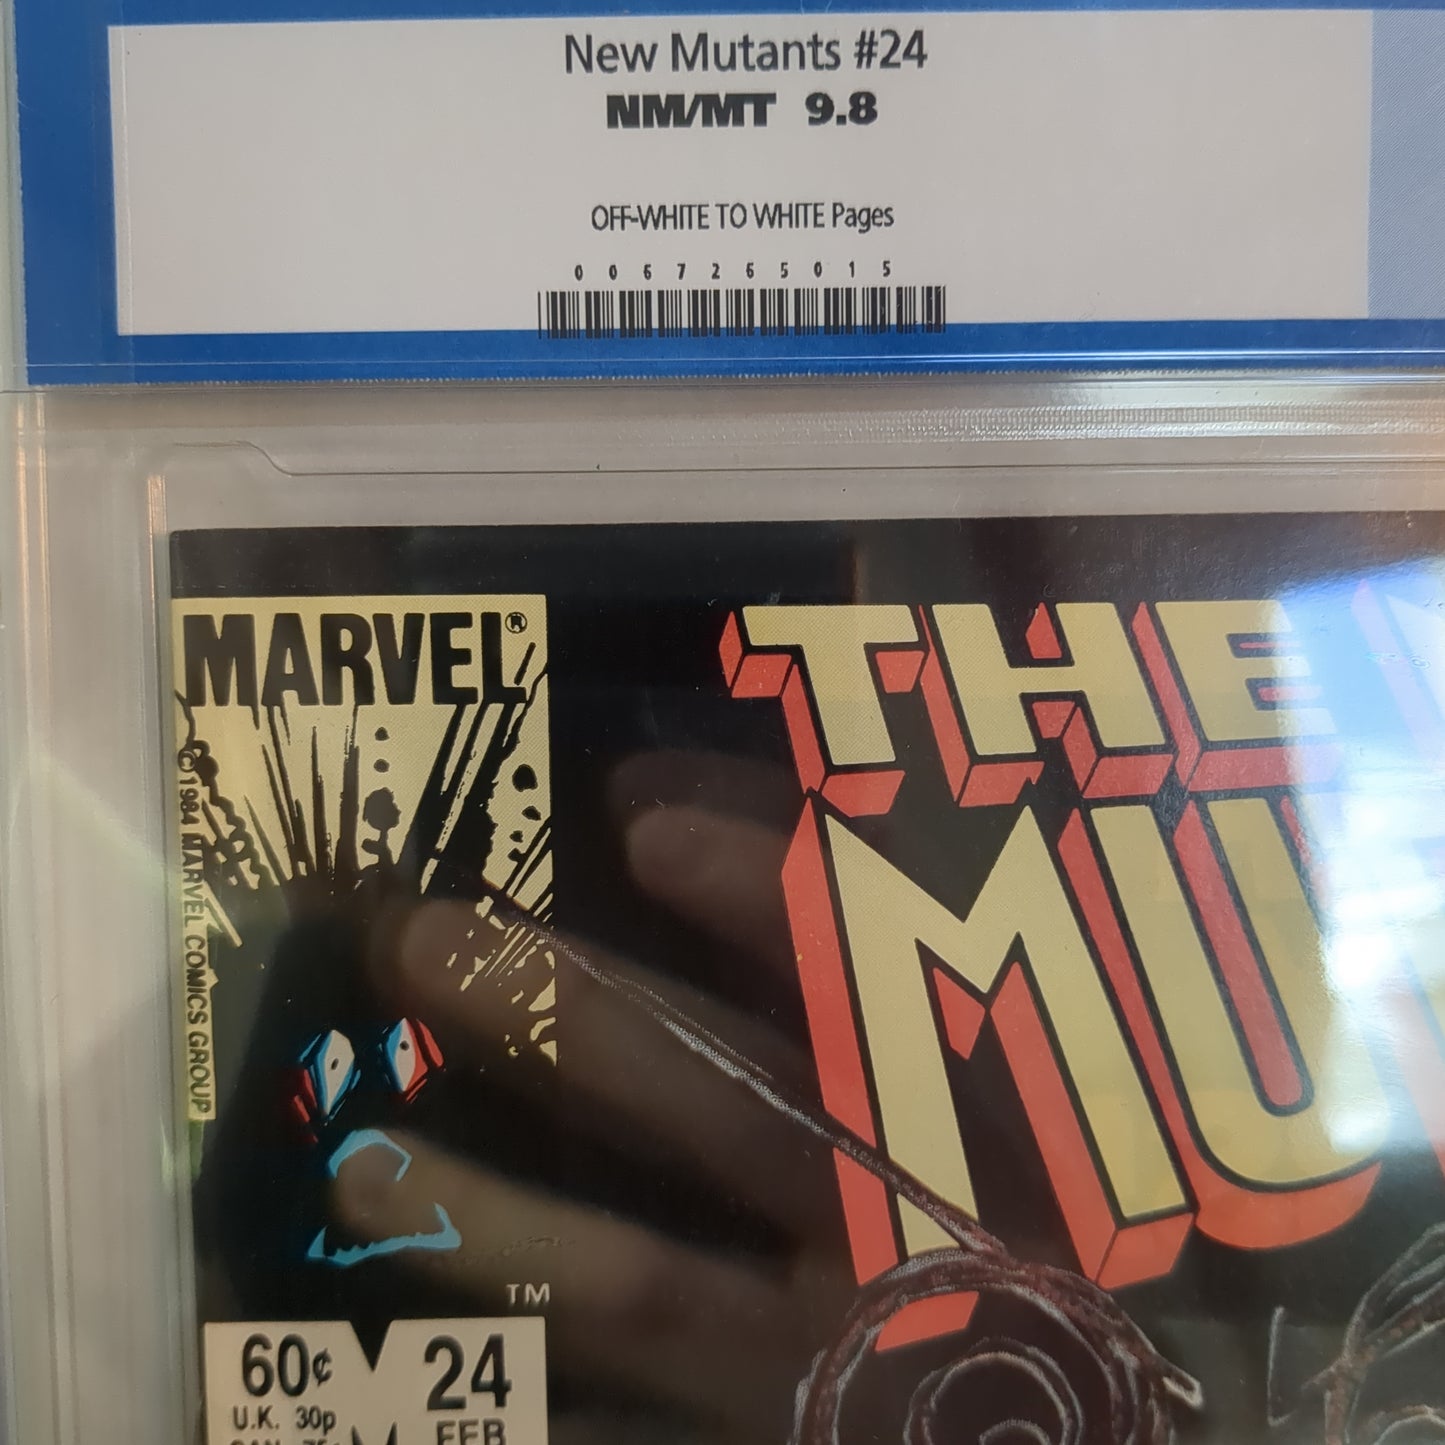 New Mutants #24
NM/MT 9.8
OFF-WHITE TO WHITE Pages
0067265015
MARVEL®
THE
MU
©1984 MARVEL COMICS GROUP
TM
60¢ 24
U.K. 30p FEB